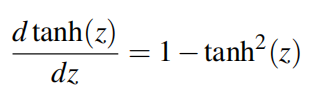 d tanh(z)/dz = 1 − tanh²(z)